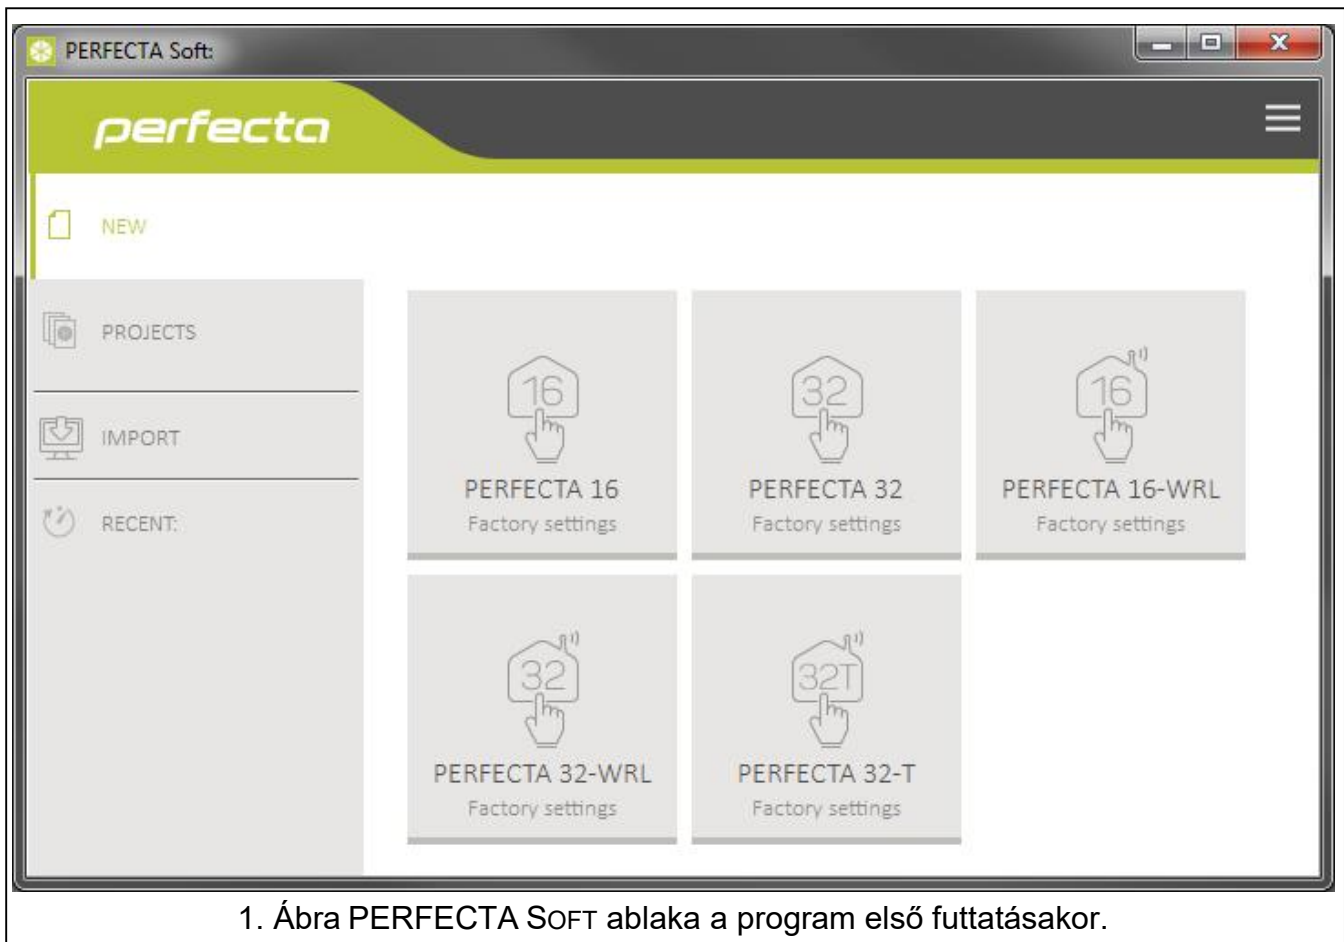 PERFECTA Soft:
perfecta
NEW
PROJECTS
IMPORT
RECENT:
16
PERFECTA 16
Factory settings
32
PERFECTA 32
Factory settings
16
PERFECTA 16-WRL
Factory settings
32
PERFECTA 32-WRL
Factory settings
32T
PERFECTA 32-T
Factory settings
1. Ábra PERFECTA SOFT ablaka a program első futtatásakor.